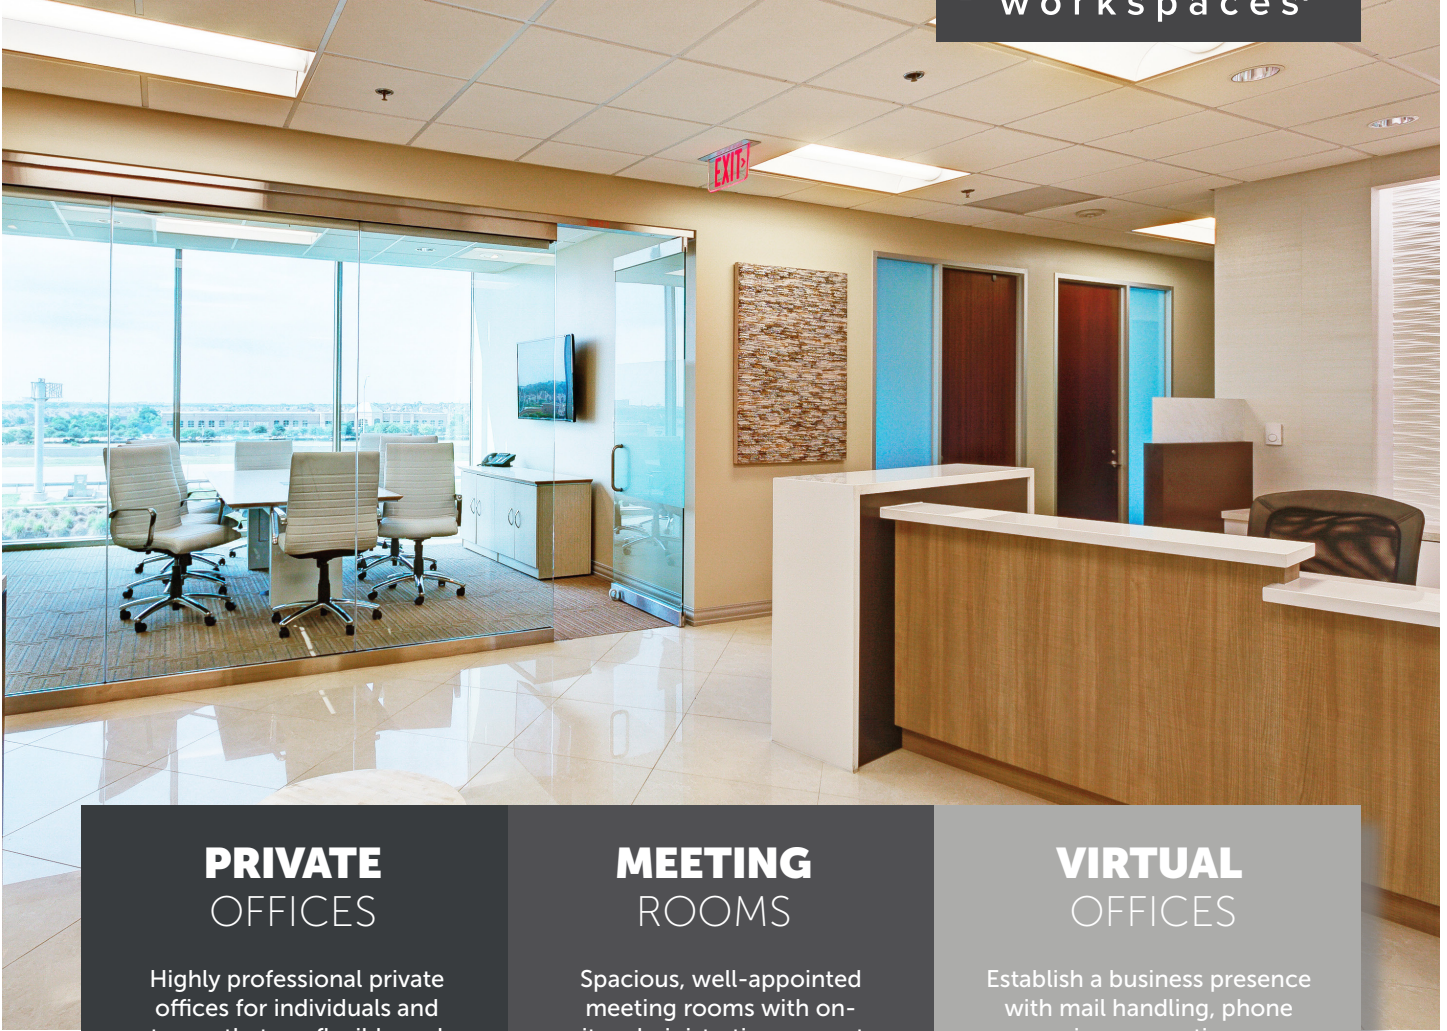 workspaces
EXIT
PRIVATE
OFFICES
Highly professional private
offices for individuals and
MEETING
ROOMS
Spacious, well-appointed
meeting rooms with on-
VIRTUAL
OFFICES
Establish a business presence
with mail handling, phone